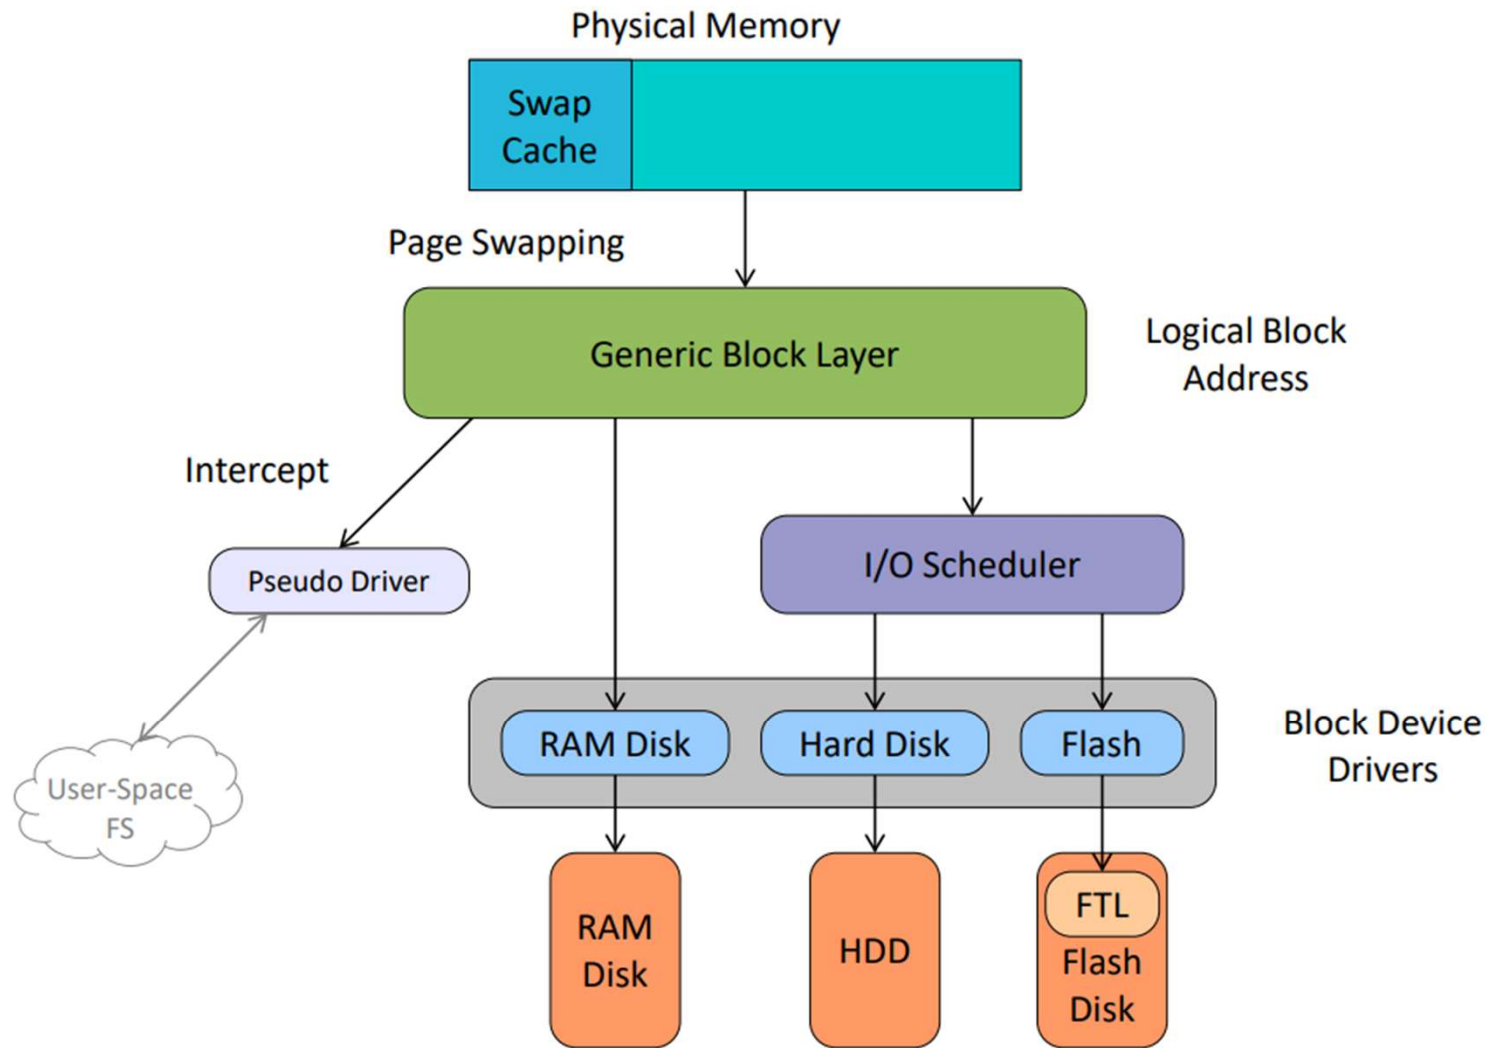 Physical Memory
Swap
Cache
Page Swapping
Generic Block Layer
Logical Block
Address
Intercept
Pseudo Driver
I/O Scheduler
User-Space
FS
RAM Disk
Hard Disk
Flash
Block Device
Drivers
RAM
Disk
HDD
FTL
Flash
Disk